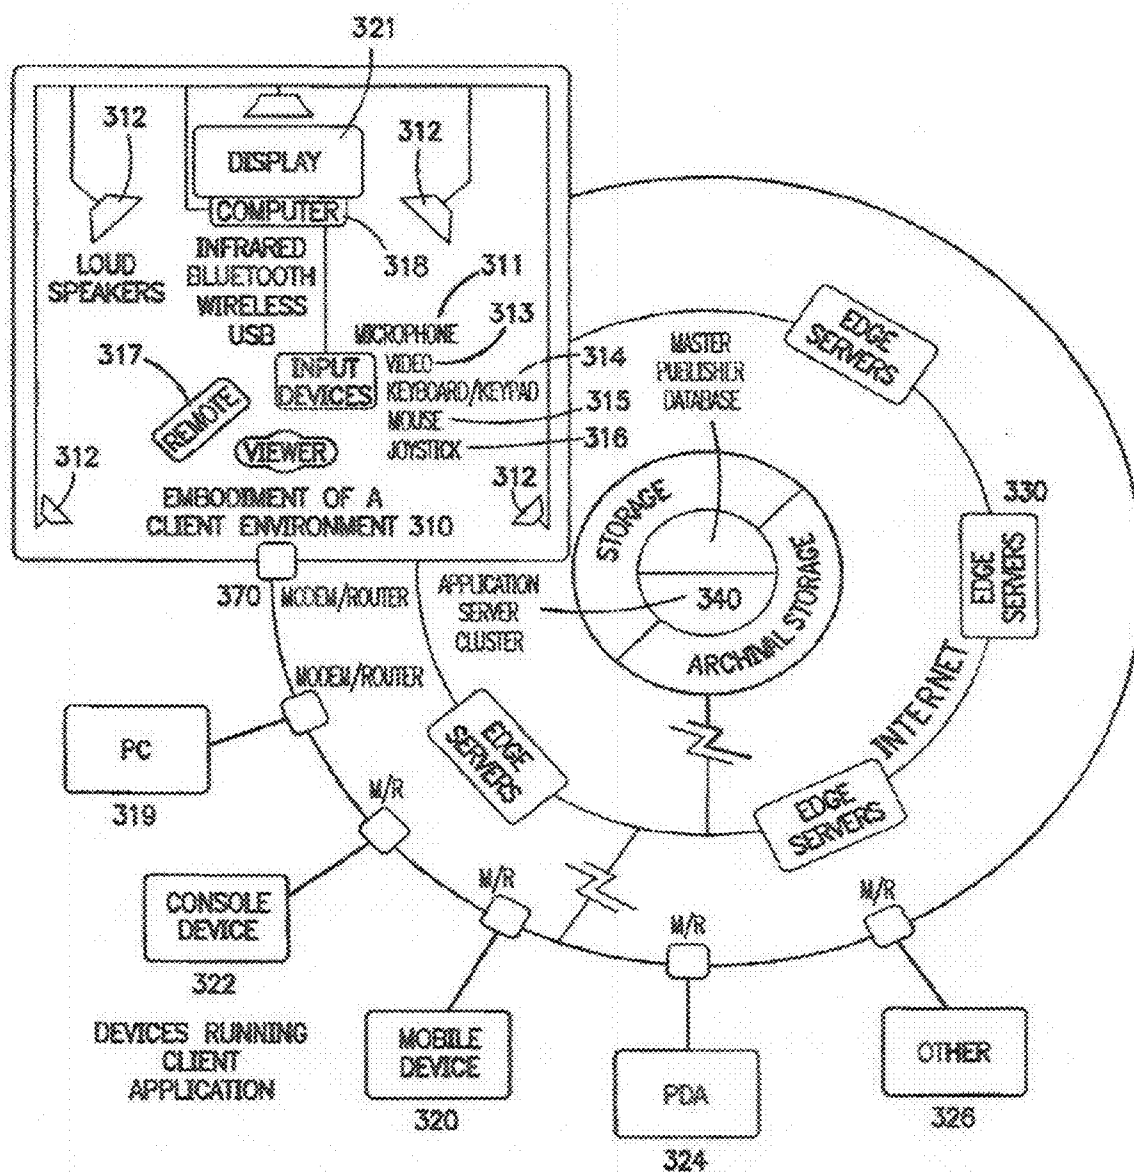 321
312
312
DISPLAY
COMPUTER
318
LOUD
SPEAKERS
INFRARED
BLUETOOTH
WIRELESS
USB
311
MICROPHONE
313
VIDEO
314
KEYBOARD/KEYPAD
MOUSE
315
JOYSTICK
316
INPUT
DEVICES
317
REMOTE
VIEWER
312
312
EMBODIMENT OF A
CLIENT ENVIRONMENT 310
MASTER
PUBLISHER
DATABASE
EDGE
SERVERS
330
EDGE
SERVERS
STORAGE
ARCHIVAL STORAGE
340
APPLICATION
SERVER
CLUSTER
370
MODEM/ROUTER
MODEM/ROUTER
INTERNET
EDGE
SERVERS
EDGE
SERVERS
PC
319
M/R
CONSOLE
DEVICE
322
M/R
MOBILE
DEVICE
320
M/R
PDA
324
M/R
OTHER
326
DEVICES RUNNING
CLIENT
APPLICATION